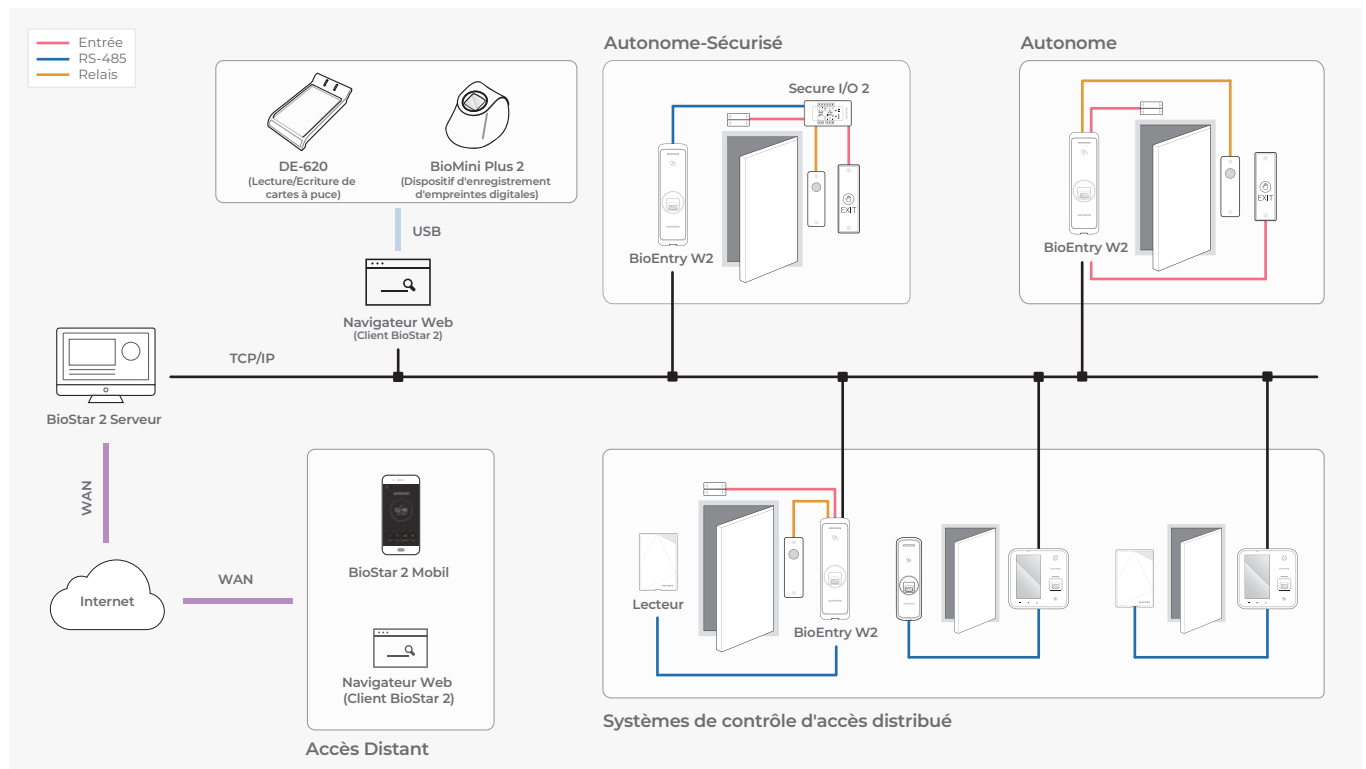 Entrée
RS-485
Relais
DE-620
(Lecture/Ecriture de
cartes à puce)
BioMini Plus 2
(Dispositif d'enregistrement
d'empreintes digitales)
USB
Navigateur Web
(Client BioStar 2)
Autonome-Sécurisé
Secure I/O 2
EXIT
BioEntry W2
Autonome
EXIT
BioEntry W2
TCP/IP
BioStar 2 Serveur
WAN
Internet
WAN
BioStar 2 Mobil
Navigateur Web
(Client BioStar 2)
Accès Distant
Lecteur
BioEntry W2
Systèmes de contrôle d'accès distribué